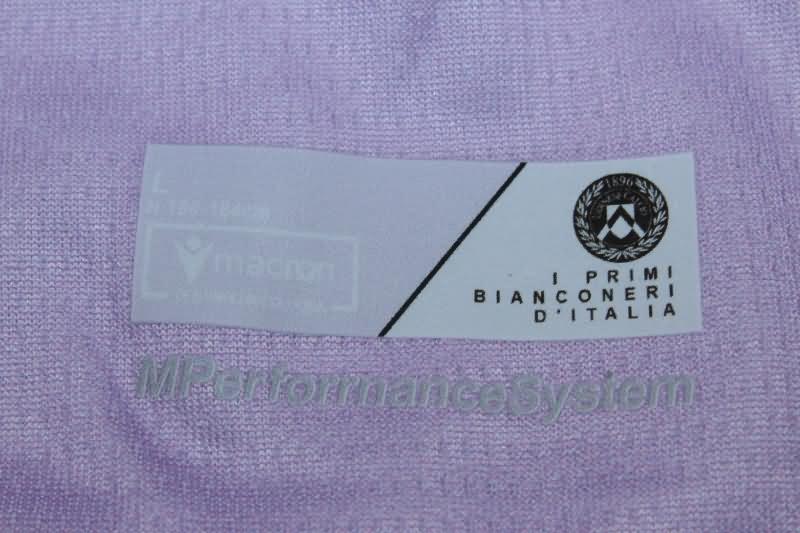 L
macron
1896
I PRIMI
BIANCONERI
D'ITALIA
MPerformanceSystem